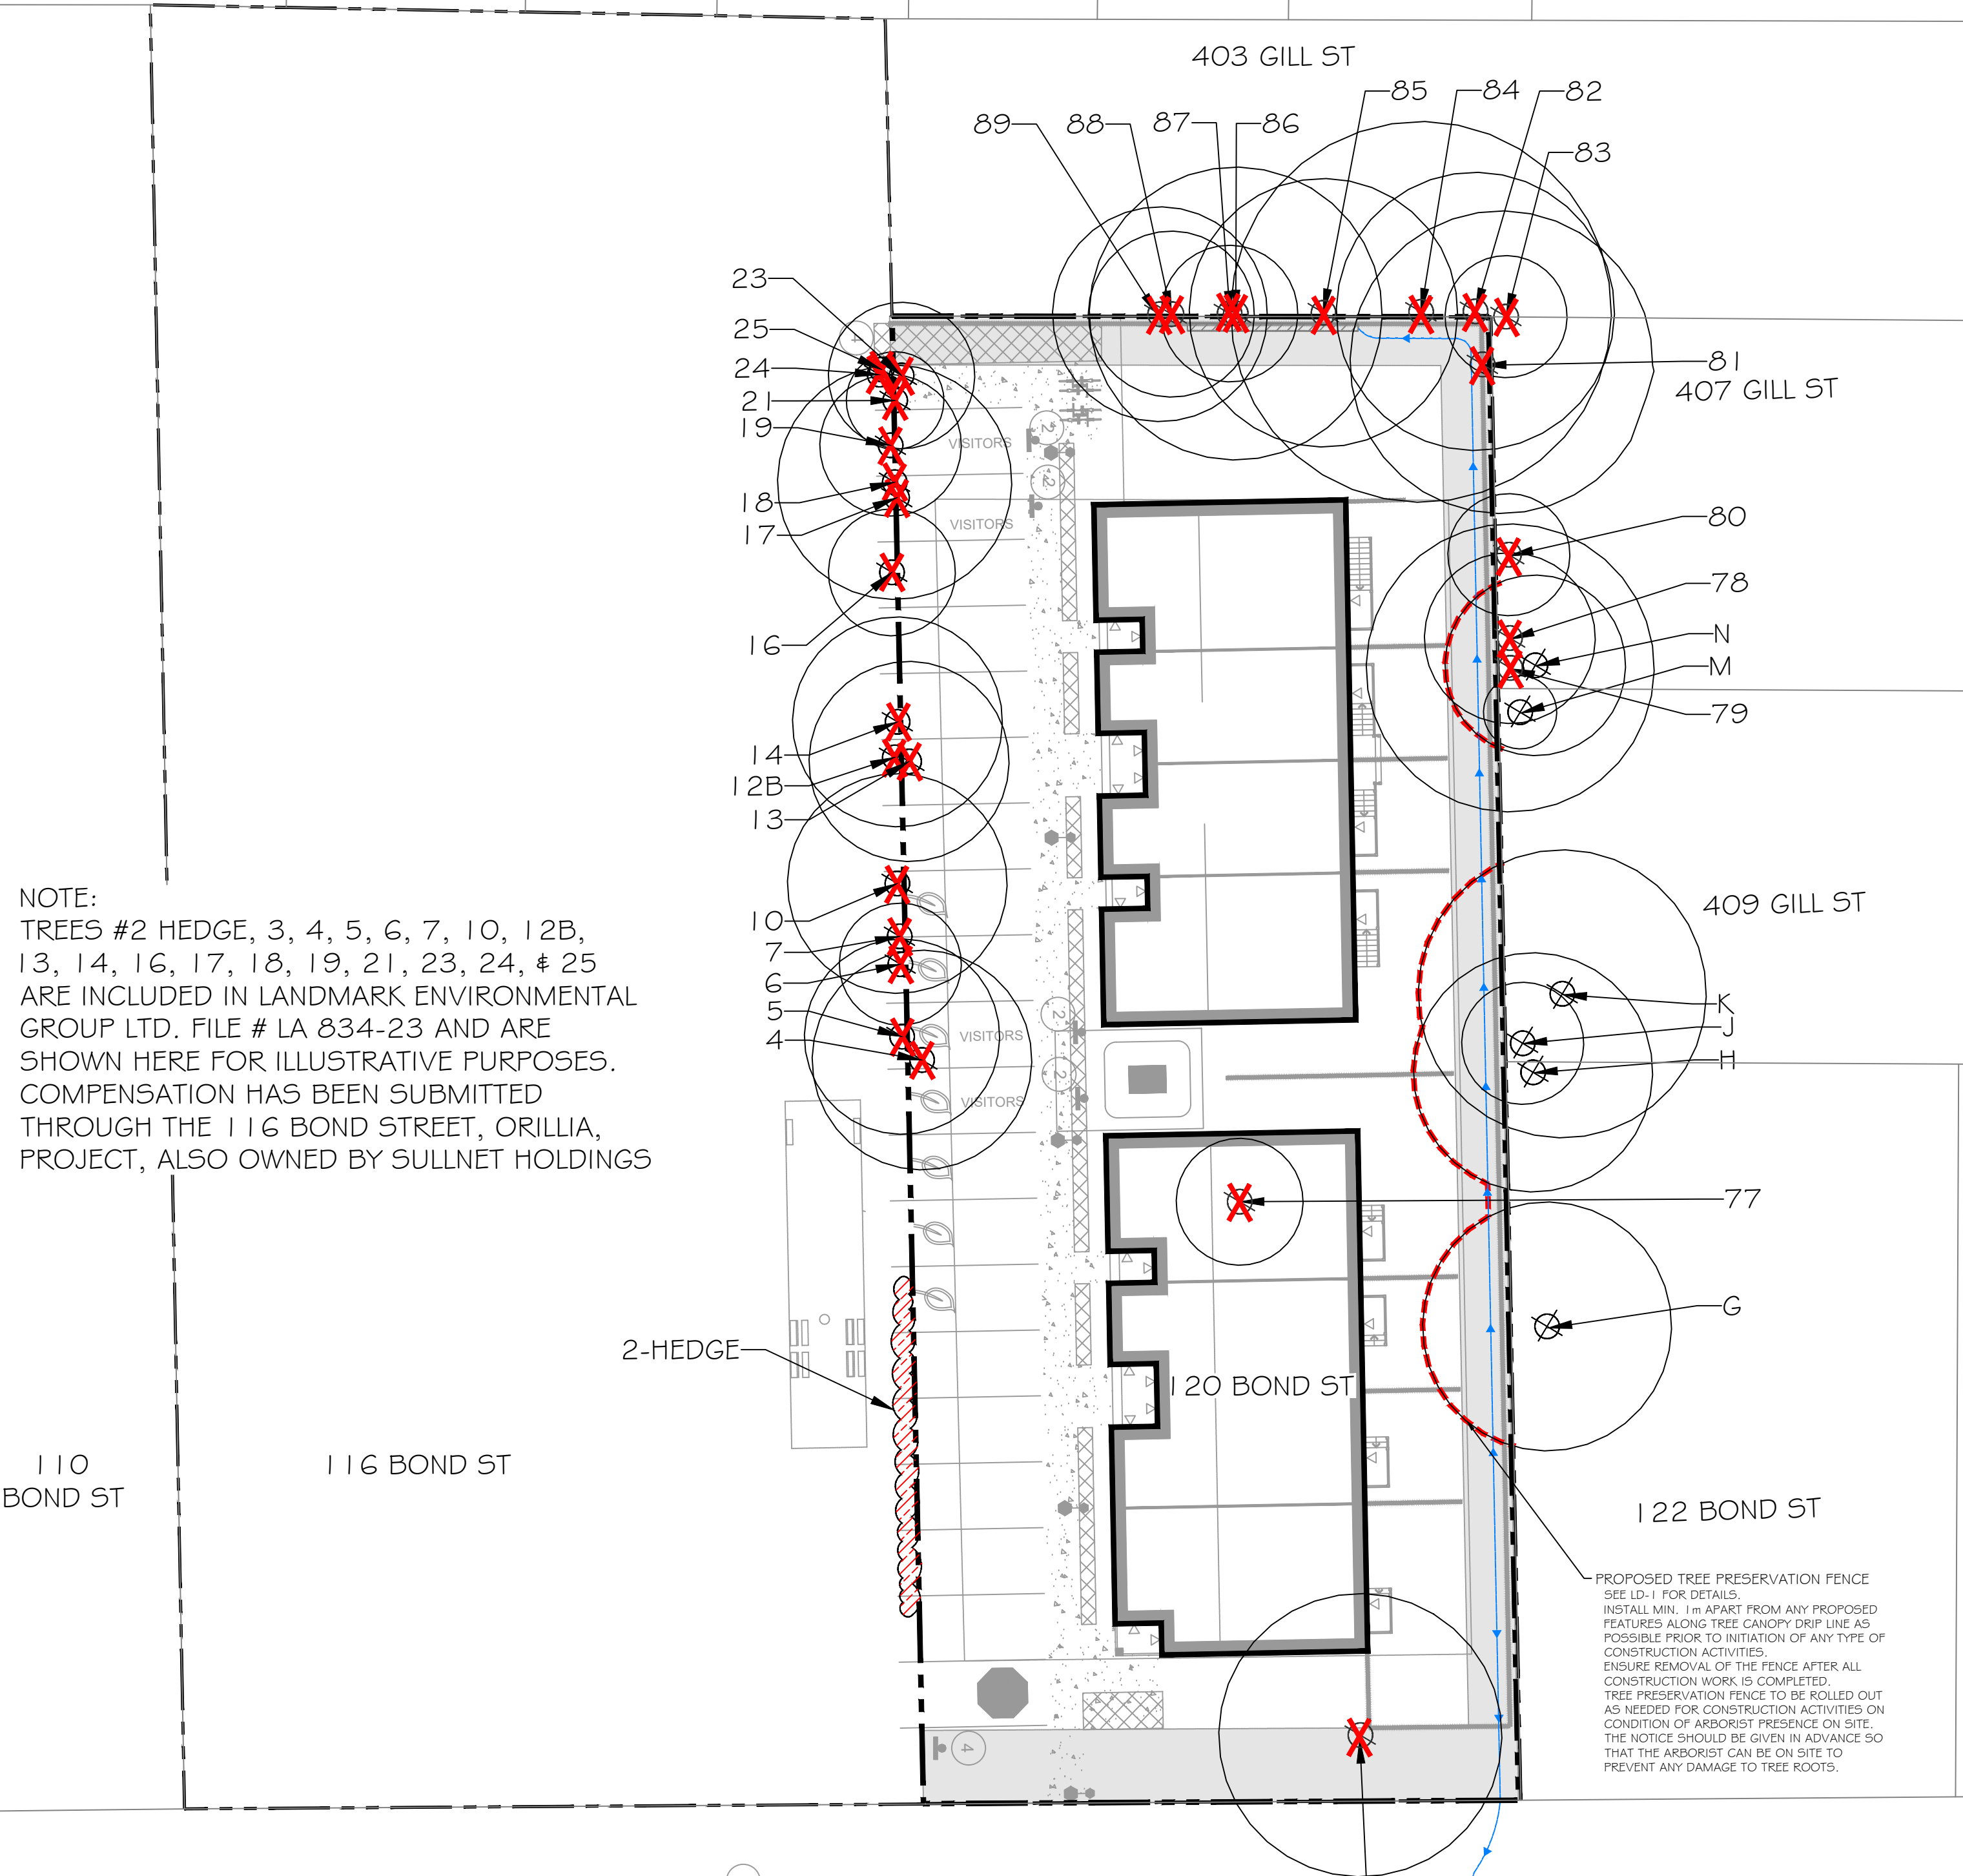 403 GILL ST
85
84
82
89
88
87
86
83
23
25
24
21
19
18
17
16
14
12B
13
10
7
6
5
4
81
407 GILL ST
80
78
N
M
79
409 GILL ST
K
J
H
77
G
VISITORS
VISITORS
VISITORS
VISITORS
2
2
2
2
4
NOTE:
TREES #2 HEDGE, 3, 4, 5, 6, 7, 10, 12B,
13, 14, 16, 17, 18, 19, 21, 23, 24, & 25
ARE INCLUDED IN LANDMARK ENVIRONMENTAL
GROUP LTD. FILE # LA 834-23 AND ARE
SHOWN HERE FOR ILLUSTRATIVE PURPOSES.
COMPENSATION HAS BEEN SUBMITTED
THROUGH THE 116 BOND STREET, ORILLIA,
PROJECT, ALSO OWNED BY SULLNET HOLDINGS
2-HEDGE
120 BOND ST
110
BOND ST
116 BOND ST
122 BOND ST
PROPOSED TREE PRESERVATION FENCE
SEE LD-1 FOR DETAILS.
INSTALL MIN. 1m APART FROM ANY PROPOSED
FEATURES ALONG TREE CANOPY DRIP LINE AS
POSSIBLE PRIOR TO INITIATION OF ANY TYPE OF
CONSTRUCTION ACTIVITIES.
ENSURE REMOVAL OF THE FENCE AFTER ALL
CONSTRUCTION WORK IS COMPLETED.
TREE PRESERVATION FENCE TO BE ROLLED OUT
AS NEEDED FOR CONSTRUCTION ACTIVITIES ON
CONDITION OF ARBORIST PRESENCE ON SITE.
THE NOTICE SHOULD BE GIVEN IN ADVANCE SO
THAT THE ARBORIST CAN BE ON SITE TO
PREVENT ANY DAMAGE TO TREE ROOTS.